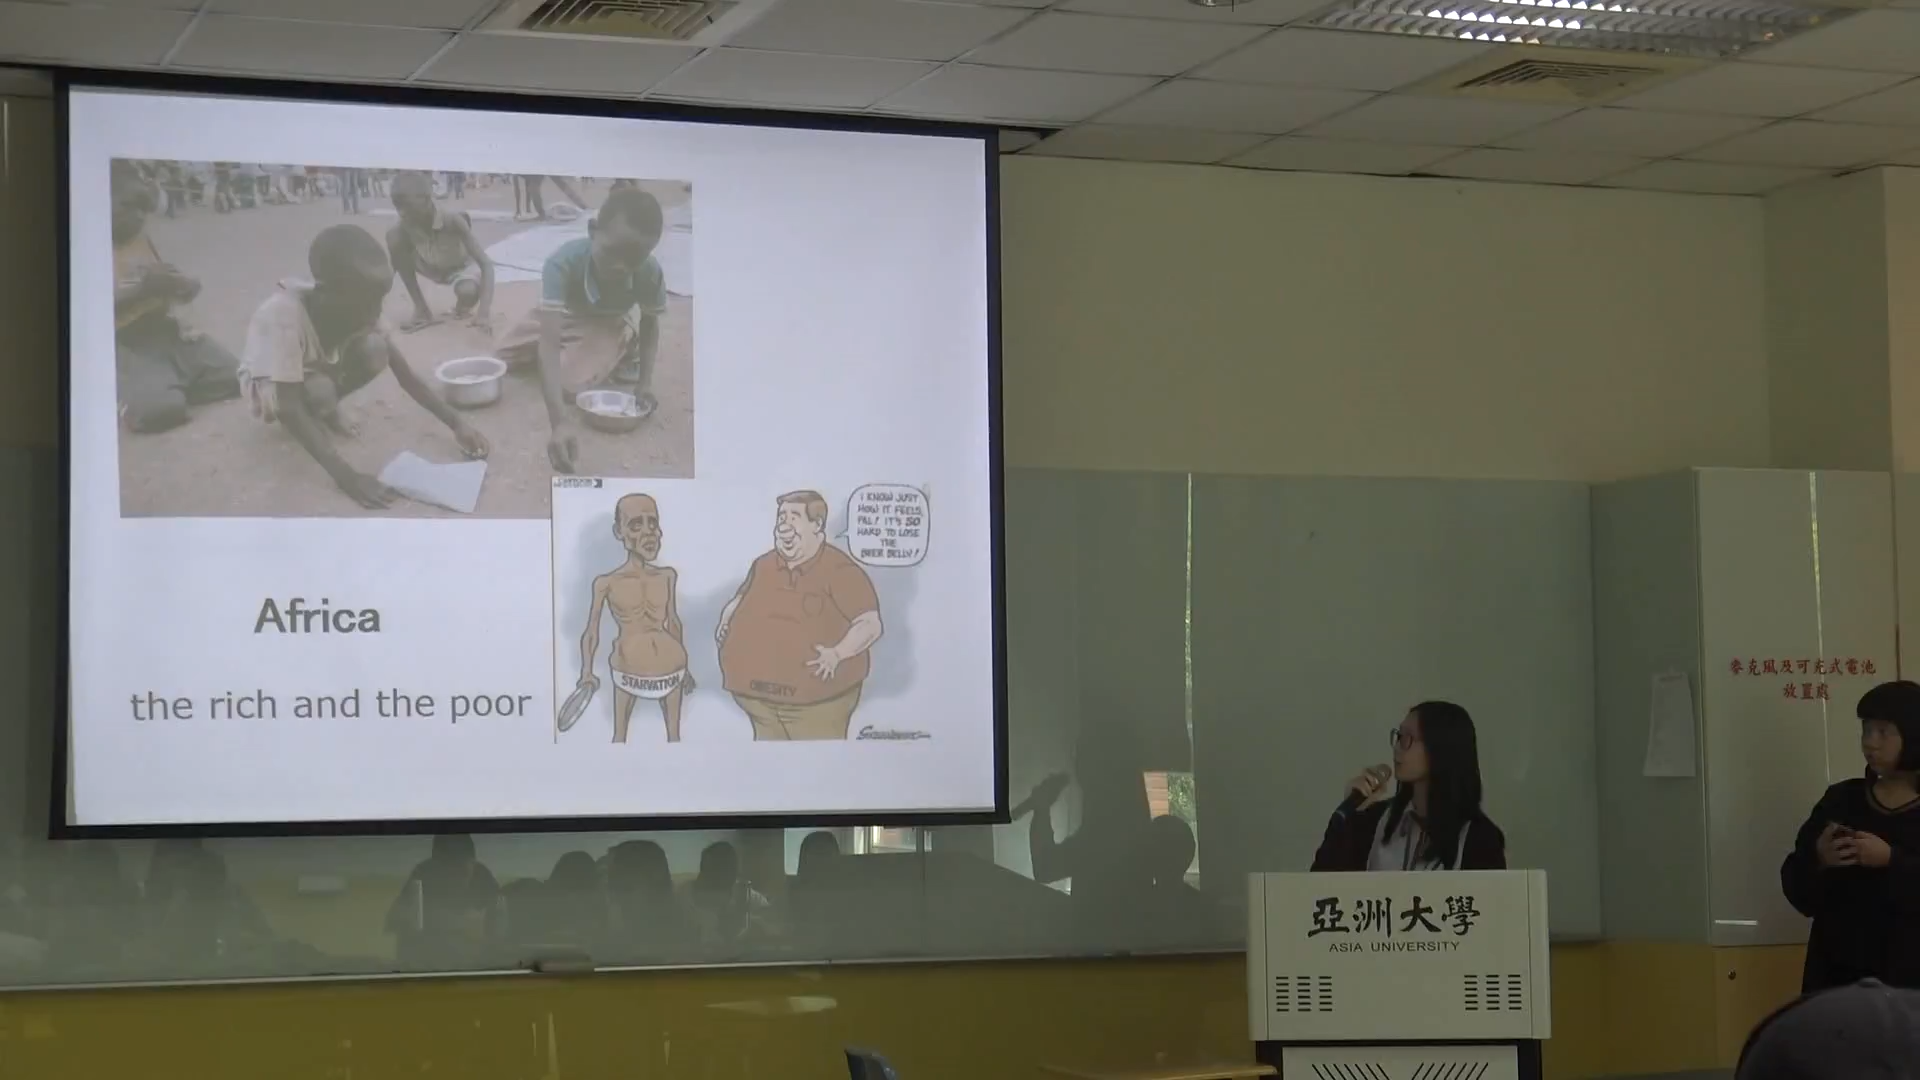 I KNOW JUST
HOW IT FEELS,
PAL! IT'S SO
HARD TO LOSE
THE
BEER BELLY!
STARVATION
OBESITY
Africa
the rich and the poor
麥克風及可充式電池
放置處
亞洲大學
ASIA UNIVERSITY